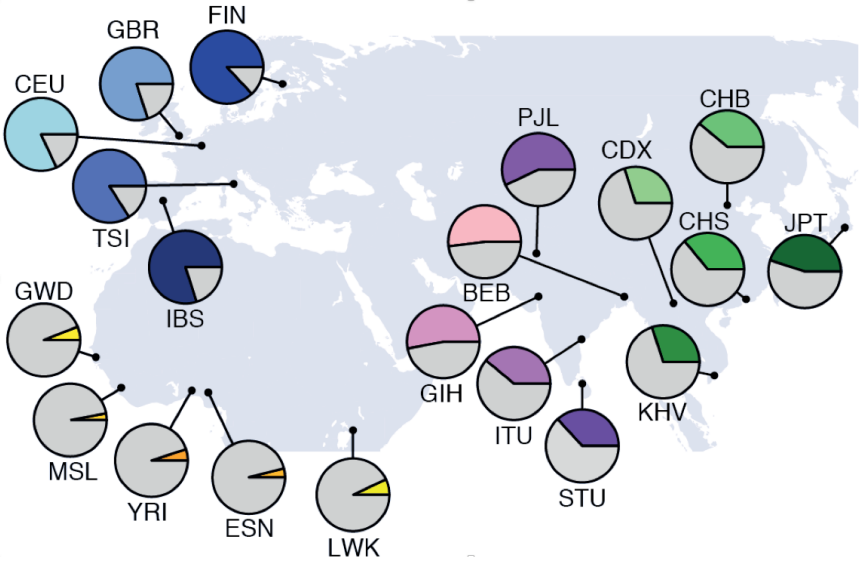 FIN
GBR
CEU
CHB
PJL
CDX
TSI
CHS
JPT
BEB
GWD
IBS
GIH
KHV
ITU
MSL
STU
YRI
ESN
LWK